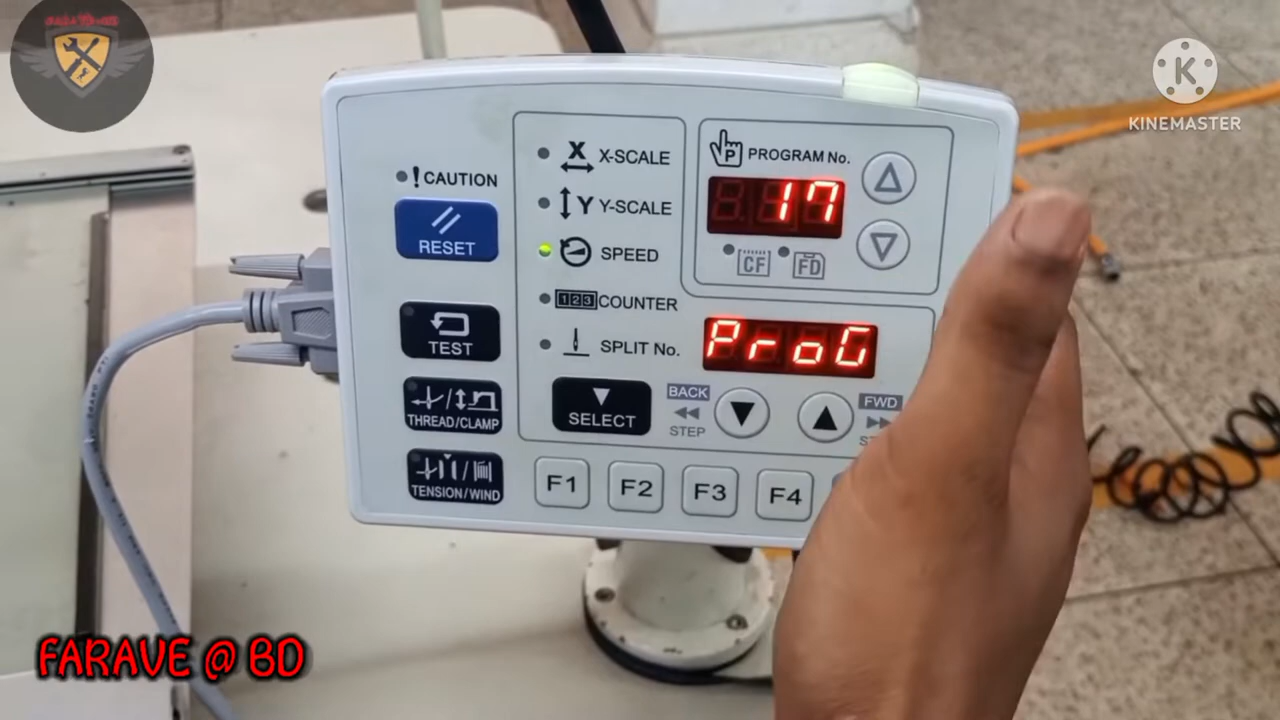 K
KINEMASTER
! CAUTION
RESET
TEST
THREAD/CLAMP
TENSION/WIND
X X-SCALE
Y Y-SCALE
SPEED
123 COUNTER
SPLIT No.
SELECT
P PROGRAM No.
17
CF FD
ProG
BACK
STEP
FWD
F1 F2 F3 F4
FARAVE @ BD